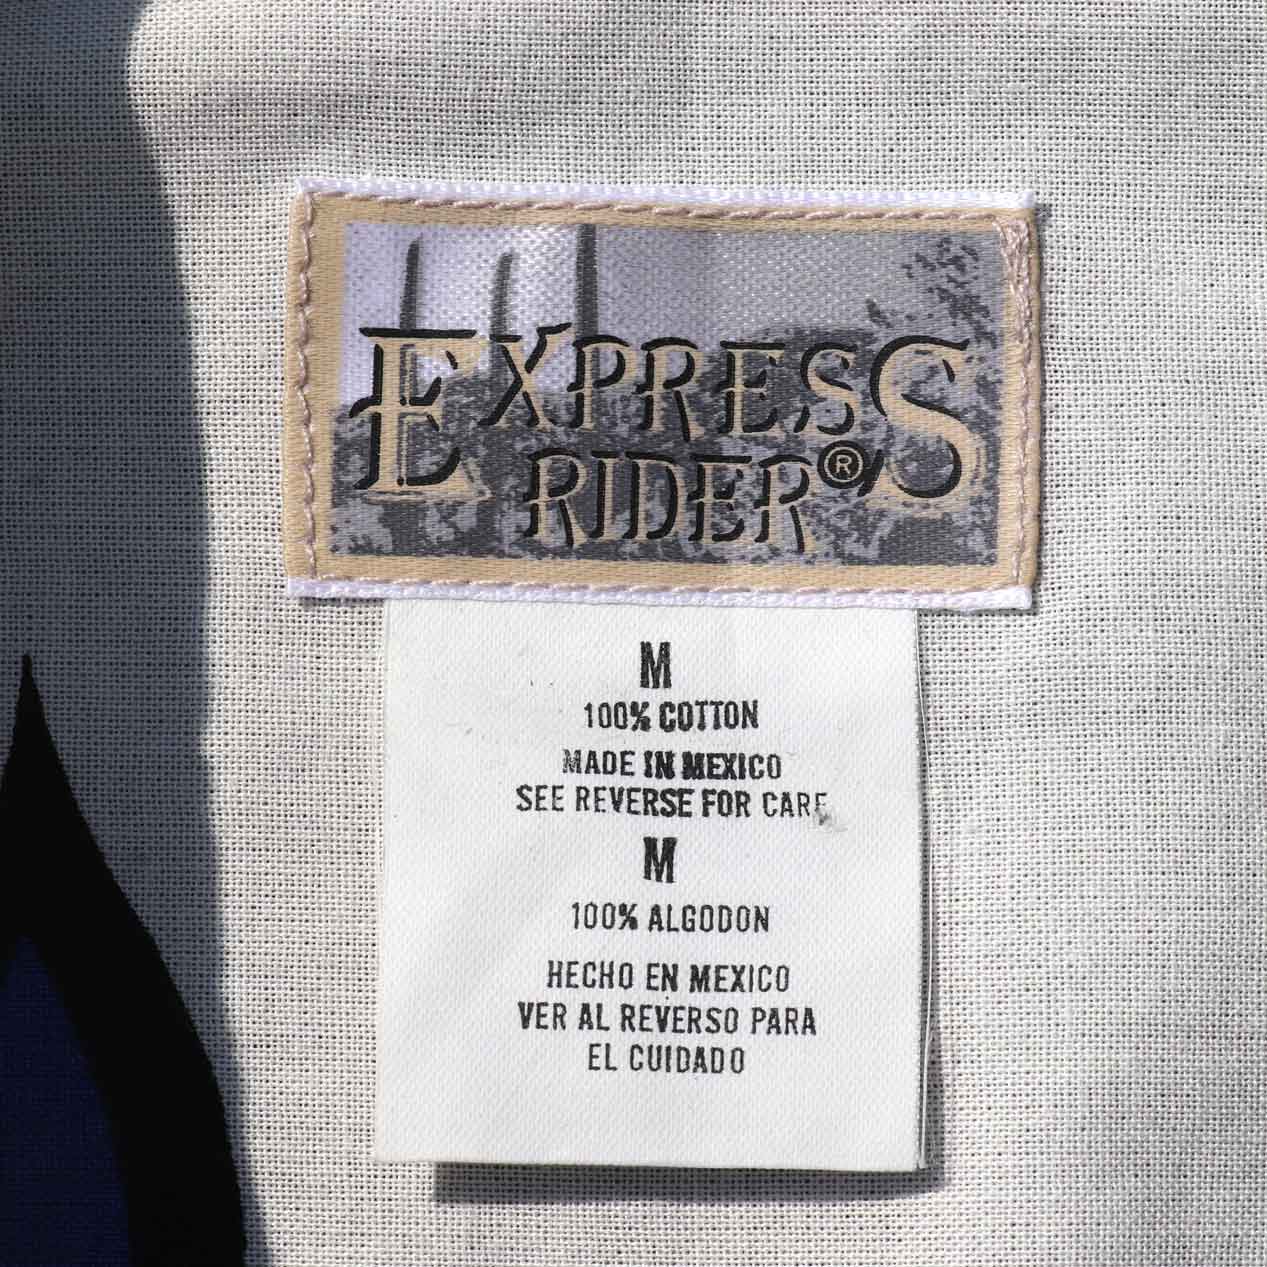 EXPRESS
RIDER®
M
100% COTTON
MADE IN MEXICO
SEE REVERSE FOR CARE
M
100% ALGODON
HECHO EN MEXICO
VER AL REVERSO PARA
EL CUIDADO